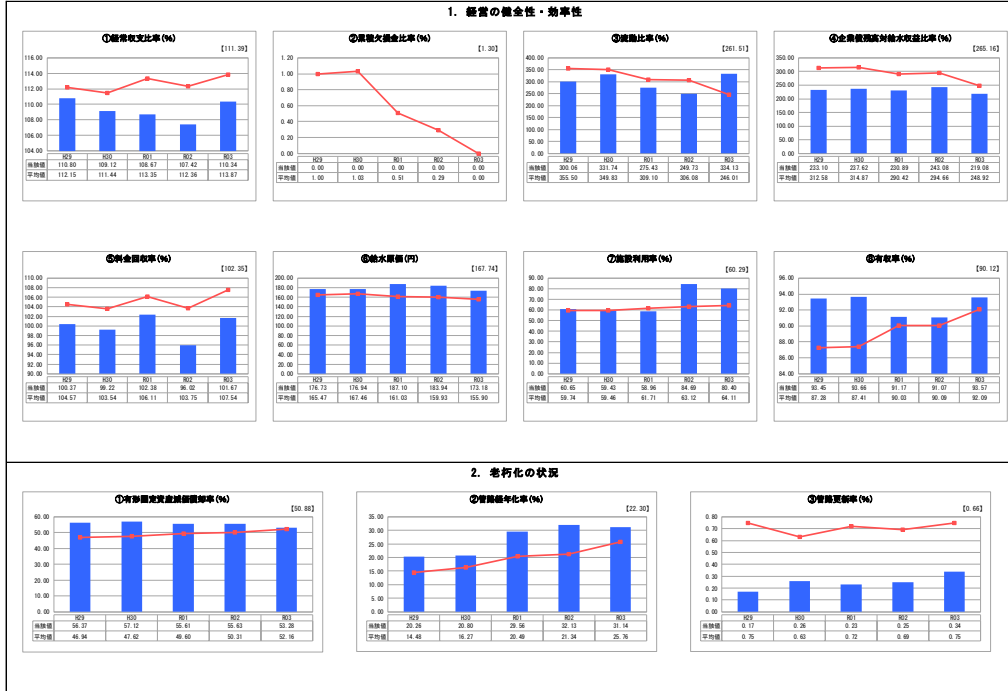 1. 経営の健全性・効率性
①経常収支比率(%)
【111.39】
116.00
114.00
112.00
110.00
108.00
106.00
104.00
H29 H30 R01 R02 R03
当該値 110.80 109.12 108.67 107.42 110.34
平均値 112.15 111.44 113.35 112.36 113.87
②累積欠損金比率(%)
【1.30】
1.20
1.00
0.80
0.60
0.40
0.20
0.00
H29 H30 R01 R02 R03
当該値 0.00 0.00 0.00 0.00 0.00
平均値 1.00 1.03 0.51 0.29 0.00
③流動比率(%)
【261.51】
400.00
350.00
300.00
250.00
200.00
150.00
100.00
50.00
0.00
H29 H30 R01 R02 R03
当該値 300.06 331.74 275.43 249.73 334.13
平均値 355.50 349.83 309.10 306.08 246.01
④企業債残高対給水収益比率(%)
【265.16】
350.00
300.00
250.00
200.00
150.00
100.00
50.00
0.00
H29 H30 R01 R02 R03
当該値 233.10 237.62 230.89 243.08 219.08
平均値 312.58 314.87 290.42 294.66 248.92
⑤料金回収率(%)
【102.35】
110.00
108.00
106.00
104.00
102.00
100.00
98.00
96.00
94.00
92.00
90.00
H29 H30 R01 R02 R03
当該値 100.37 99.22 102.38 96.02 101.67
平均値 104.57 103.54 106.11 103.75 107.54
⑥給水原価(円)
【167.74】
200.00
180.00
160.00
140.00
120.00
100.00
80.00
60.00
40.00
20.00
0.00
H29 H30 R01 R02 R03
当該値 176.73 176.94 187.10 183.94 173.18
平均値 165.47 167.46 161.03 159.93 155.90
⑦施設利用率(%)
【60.29】
90.00
80.00
70.00
60.00
50.00
40.00
30.00
20.00
10.00
0.00
H29 H30 R01 R02 R03
当該値 60.65 59.43 58.96 84.69 80.40
平均値 59.74 59.46 61.71 63.12 64.11
⑧有収率(%)
【90.12】
96.00
94.00
92.00
90.00
88.00
86.00
84.00
H29 H30 R01 R02 R03
当該値 93.45 93.66 91.17 91.07 93.57
平均値 87.28 87.41 90.03 90.09 92.09
2. 老朽化の状況
①有形固定資産減価償却率(%)
【50.88】
60.00
50.00
40.00
30.00
20.00
10.00
0.00
H29 H30 R01 R02 R03
当該値 56.37 57.12 55.61 55.63 53.28
平均値 46.94 47.62 49.60 50.31 52.16
②管路経年化率(%)
【22.30】
35.00
30.00
25.00
20.00
15.00
10.00
5.00
0.00
H29 H30 R01 R02 R03
当該値 20.26 20.80 29.56 32.13 31.14
平均値 14.48 16.27 20.49 21.34 25.76
③管路更新率(%)
【0.66】
0.80
0.70
0.60
0.50
0.40
0.30
0.20
0.10
0.00
H29 H30 R01 R02 R03
当該値 0.17 0.26 0.23 0.25 0.34
平均値 0.75 0.63 0.72 0.69 0.75